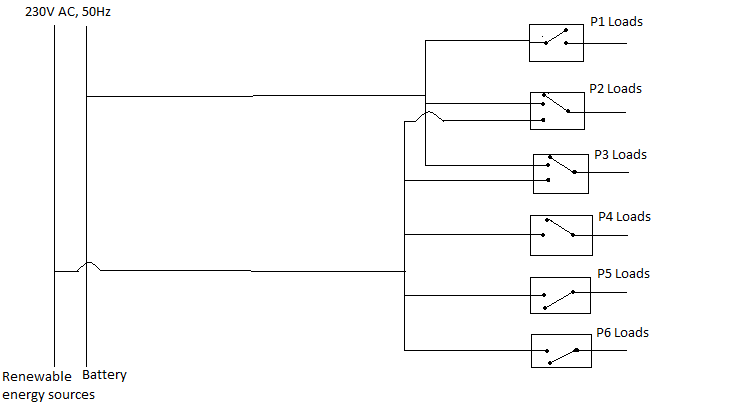 230V AC, 50Hz
P1 Loads
P2 Loads
P3 Loads
P4 Loads
P5 Loads
P6 Loads
Renewable
energy sources
Battery